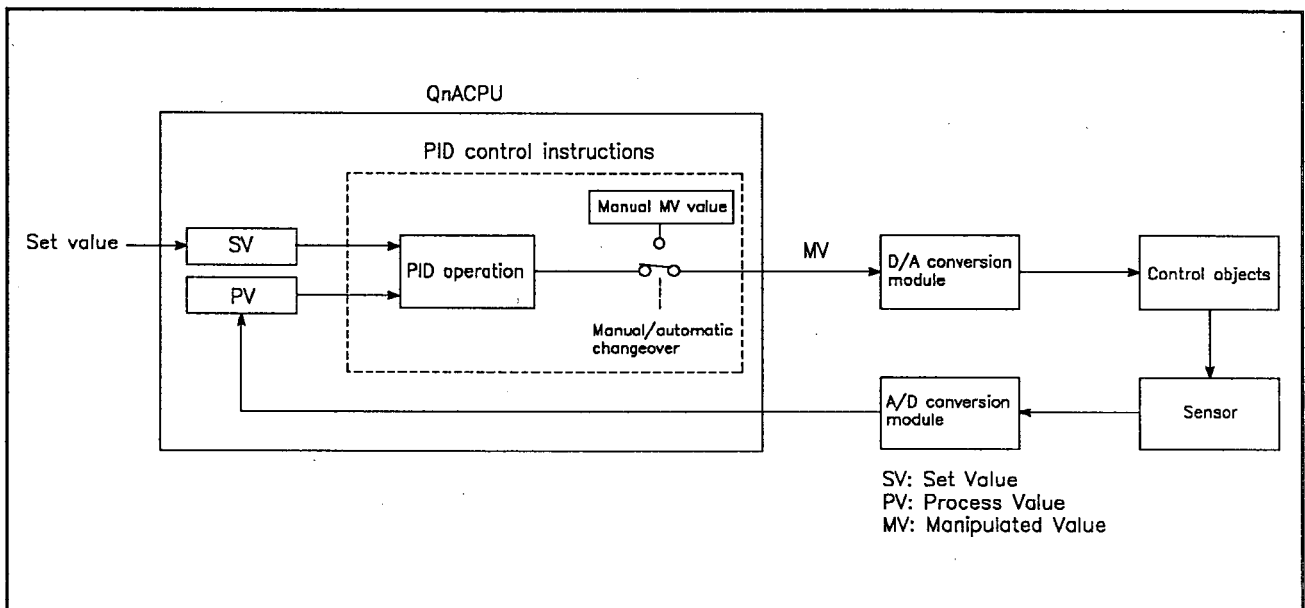 QnACPU
PID control instructions
Manual MV value
Set value
SV
PV
PID operation
MV
D/A conversion
module
Control objects
Manual/automatic
changeover
A/D conversion
module
Sensor
SV: Set Value
PV: Process Value
MV: Manipulated Value